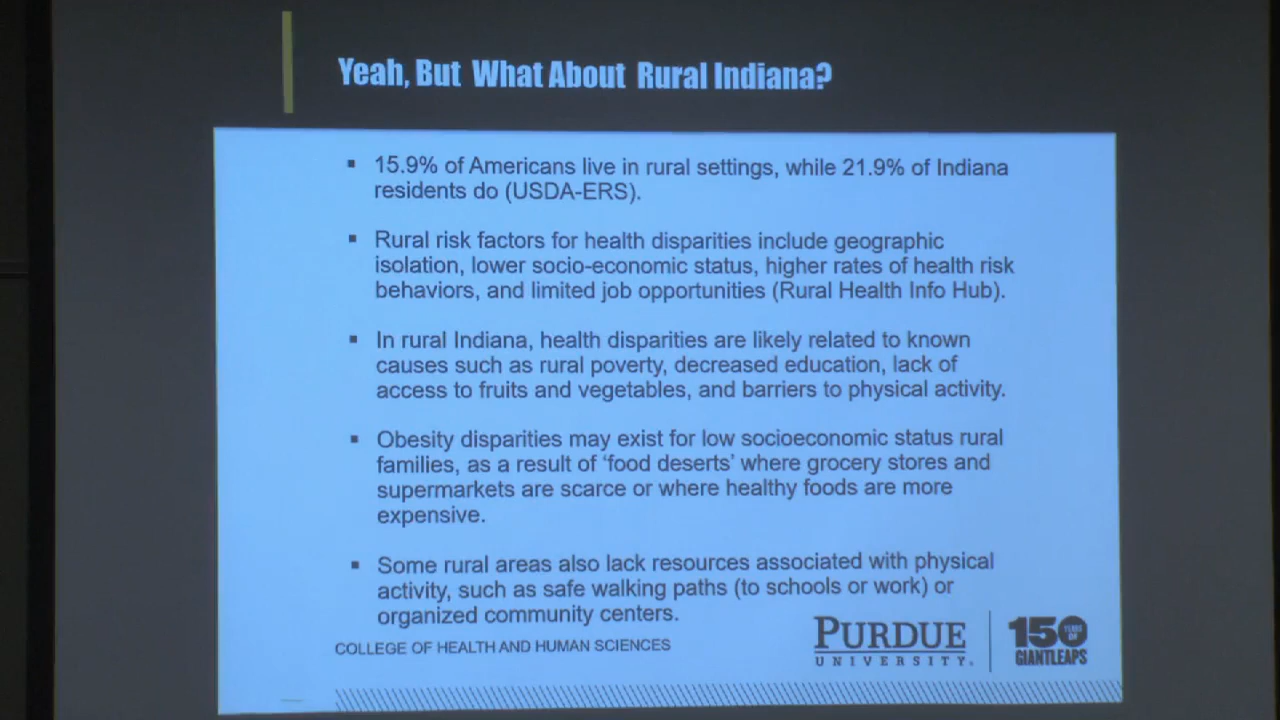 Yeah, But What About Rural Indiana?
▪ 15.9% of Americans live in rural settings, while 21.9% of Indiana
residents do (USDA-ERS).
▪ Rural risk factors for health disparities include geographic
isolation, lower socio-economic status, higher rates of health risk
behaviors, and limited job opportunities (Rural Health Info Hub).
▪ In rural Indiana, health disparities are likely related to known
causes such as rural poverty, decreased education, lack of
access to fruits and vegetables, and barriers to physical activity.
▪ Obesity disparities may exist for low socioeconomic status rural
families, as a result of ‘food deserts’ where grocery stores and
supermarkets are scarce or where healthy foods are more
expensive.
▪ Some rural areas also lack resources associated with physical
activity, such as safe walking paths (to schools or work) or
organized community centers.
COLLEGE OF HEALTH AND HUMAN SCIENCES
PURDUE
UNIVERSITY.
150
YEARS OF
GIANT LEAPS